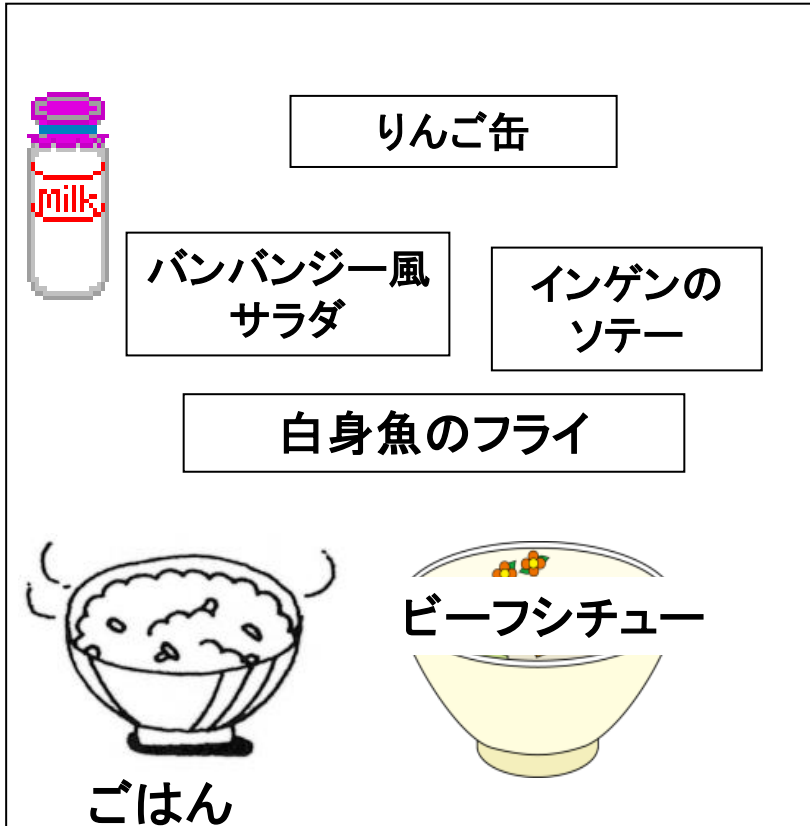 りんご缶
Milk
バンバンジー風
サラダ
インゲンの
ソテー
白身魚のフライ
ビーフシチュー
ごはん